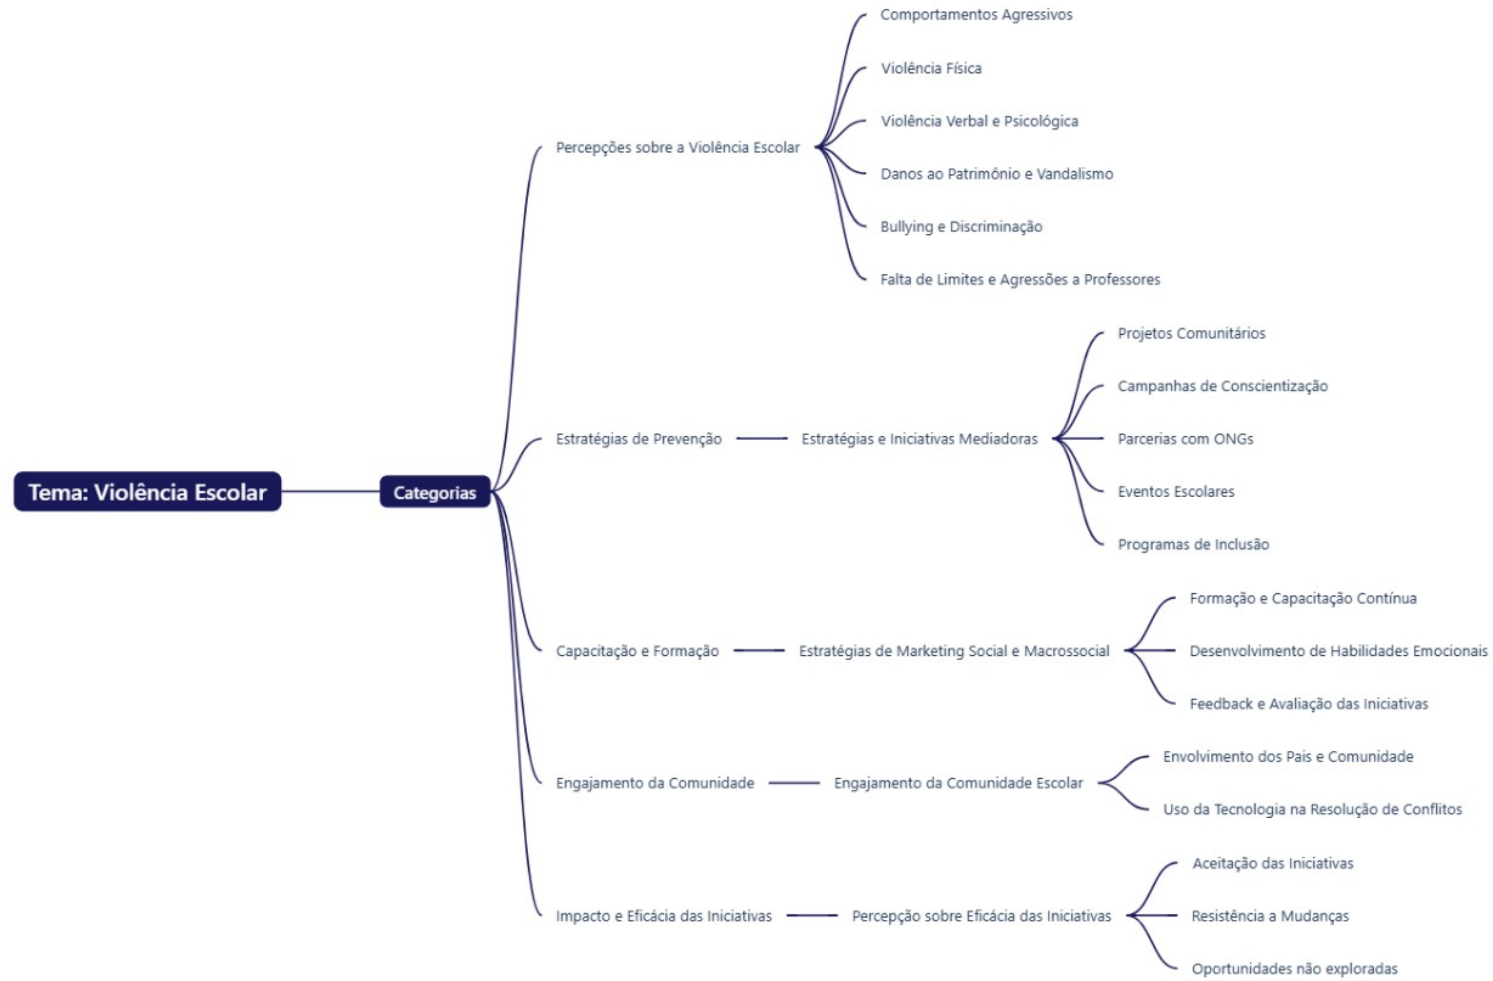 Tema: Violência Escolar
Categorias
Percepções sobre a Violência Escolar
Comportamentos Agressivos
Violência Física
Violência Verbal e Psicológica
Danos ao Patrimônio e Vandalismo
Bullying e Discriminação
Falta de Limites e Agressões a Professores
Estratégias de Prevenção
Estratégias e Iniciativas Mediadoras
Projetos Comunitários
Campanhas de Conscientização
Parcerias com ONGs
Eventos Escolares
Programas de Inclusão
Capacitação e Formação
Estratégias de Marketing Social e Macrossocial
Formação e Capacitação Contínua
Desenvolvimento de Habilidades Emocionais
Feedback e Avaliação das Iniciativas
Engajamento da Comunidade
Engajamento da Comunidade Escolar
Envolvimento dos Pais e Comunidade
Uso da Tecnologia na Resolução de Conflitos
Impacto e Eficácia das Iniciativas
Percepção sobre Eficácia das Iniciativas
Aceitação das Iniciativas
Resistência a Mudanças
Oportunidades não exploradas